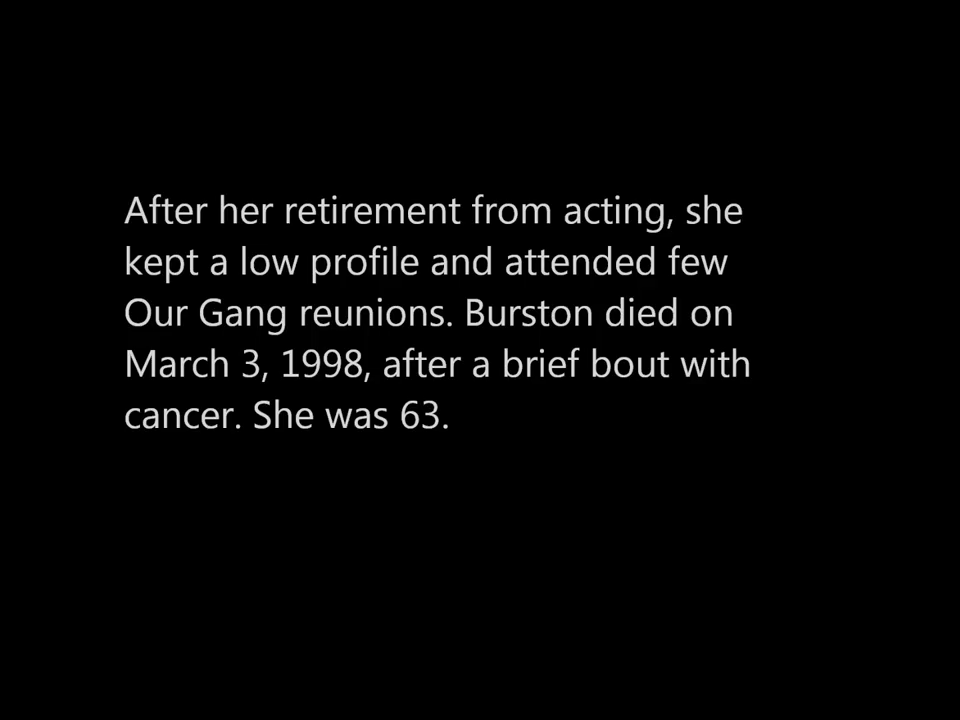 After her retirement from acting, she
kept a low profile and attended few
Our Gang reunions. Burston died on
March 3, 1998, after a brief bout with
cancer. She was 63.